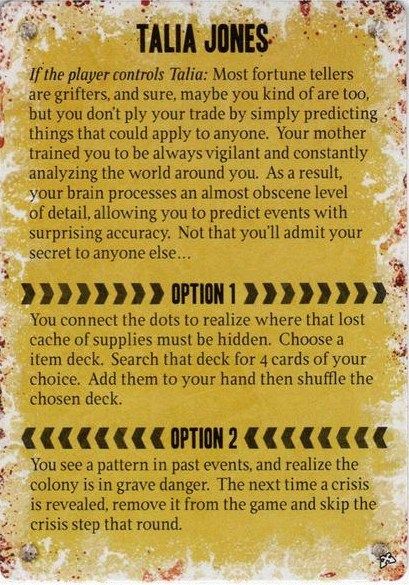 TALIA JONES
If the player controls Talia: Most fortune tellers
are grifters, and sure, maybe you kind of are too,
but you don't ply your trade by simply predicting
things that could apply to anyone. Your mother
trained you to be always vigilant and constantly
analyzing the world around you. As a result,
your brain processes an almost obscene level
of detail, allowing you to predict events with
surprising accuracy. Not that you'll admit your
secret to anyone else...
OPTION 1
You connect the dots to realize where that lost
cache of supplies must be hidden. Choose a
item deck. Search that deck for 4 cards of your
choice. Add them to your hand then shuffle the
chosen deck.
OPTION 2
You see a pattern in past events, and realize the
colony is in grave danger. The next time a crisis
is revealed, remove it from the game and skip the
crisis step that round.